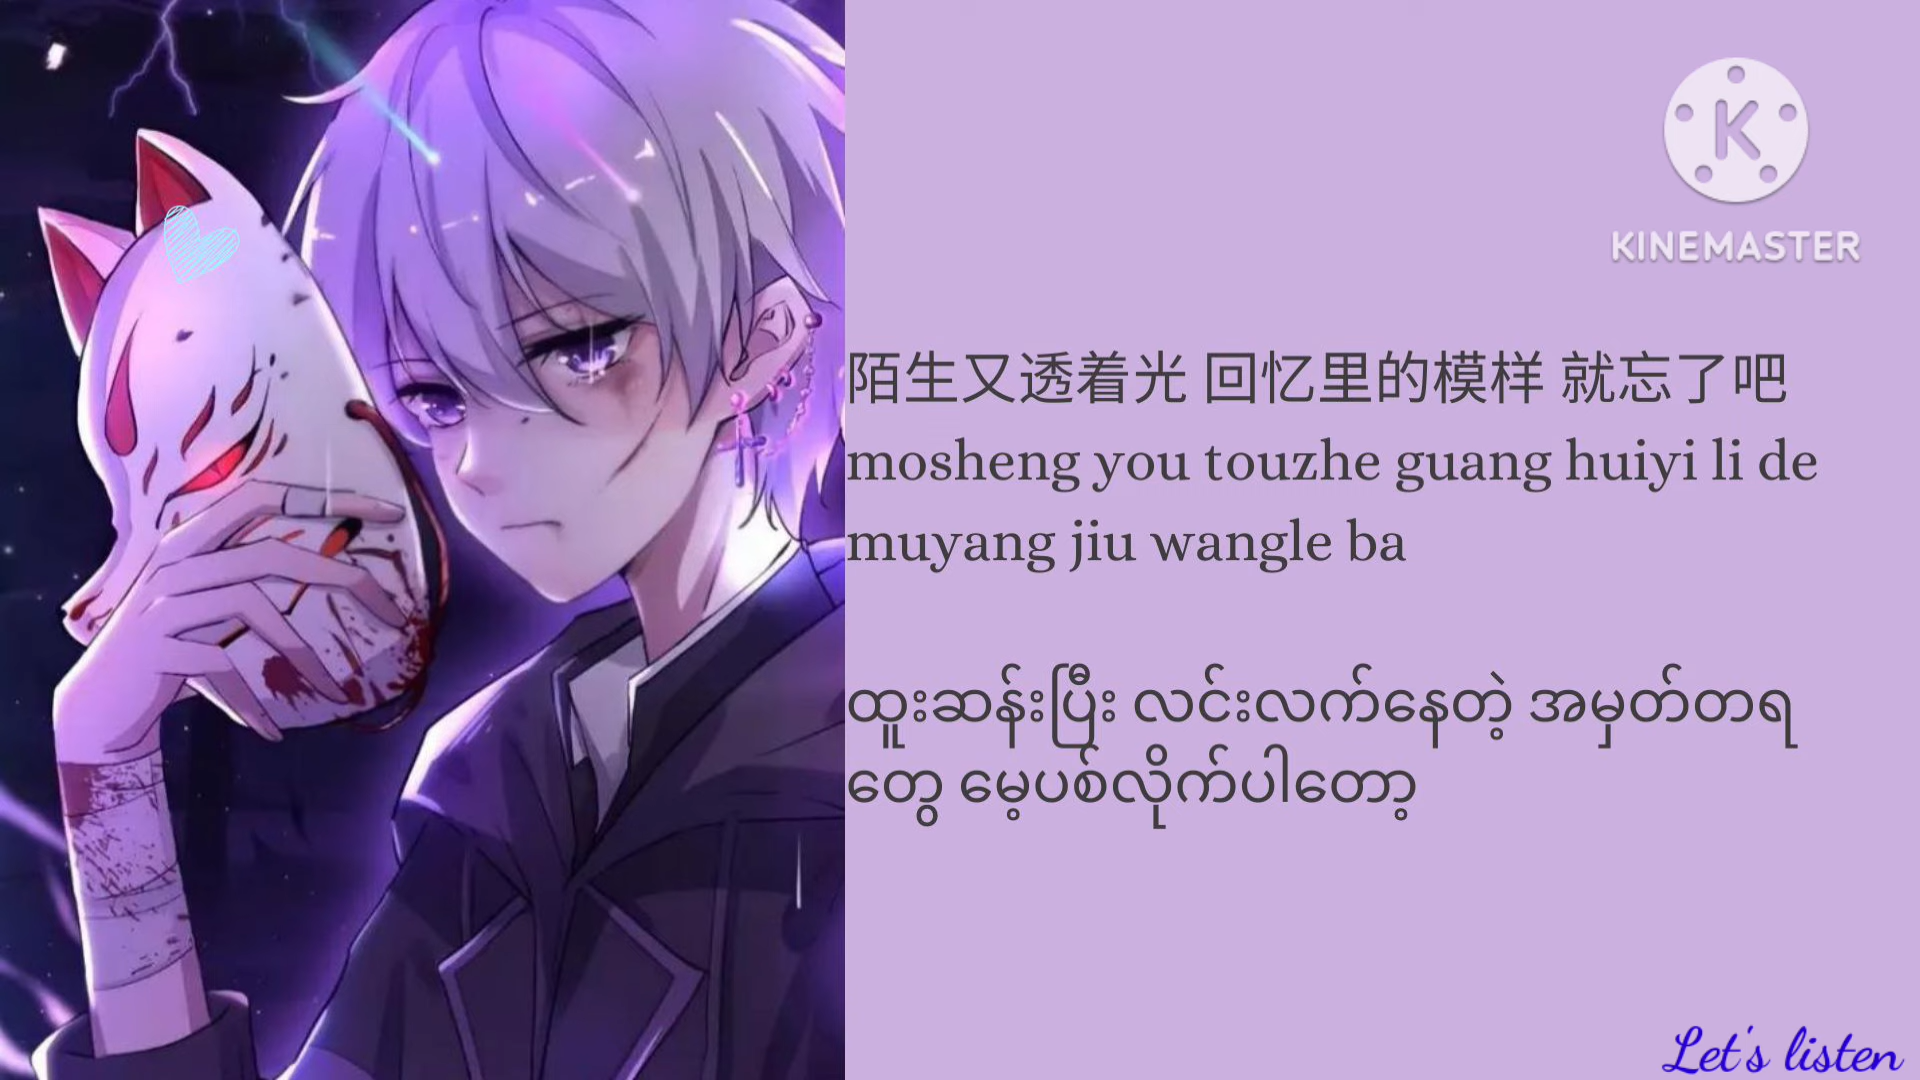 K
KINEMASTER
陌生又透着光 回忆里的模样 就忘了吧
mosheng you touzhe guang huiyi li de
muyang jiu wangle ba
ထူးဆန်းပြီး လင်းလက်နေတဲ့ အမှတ်တရ
တွေ မေ့ပစ်လိုက်ပါတော့
Let's listen